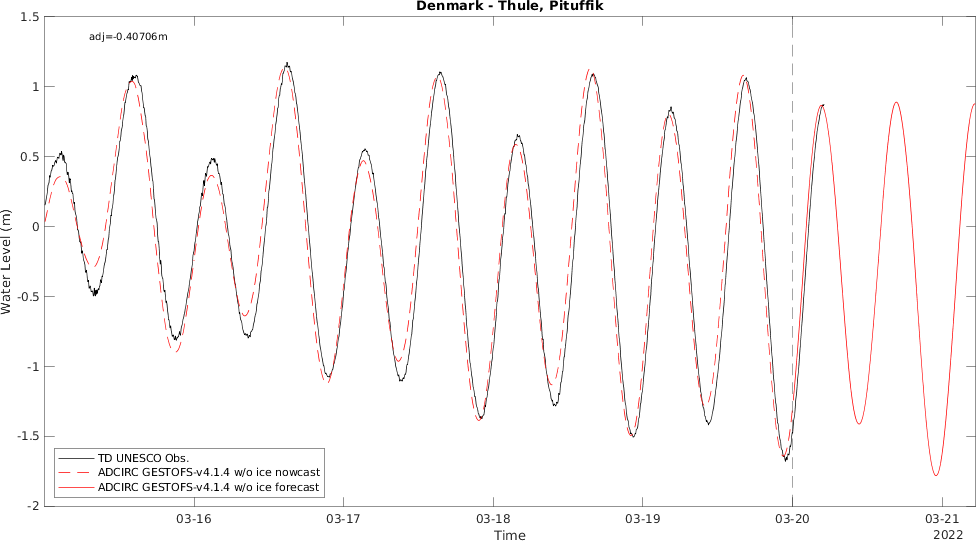 Denmark - Thule, Pituffik
adj=-0.40706m
1.5
1
0.5
0
-0.5
-1
-1.5
-2
Water Level (m)
TD UNESCO Obs.
ADCIRC GESTOFS-v4.1.4 w/o ice nowcast
ADCIRC GESTOFS-v4.1.4 w/o ice forecast
03-16 03-17 03-18 03-19 03-20 03-21
Time 2022